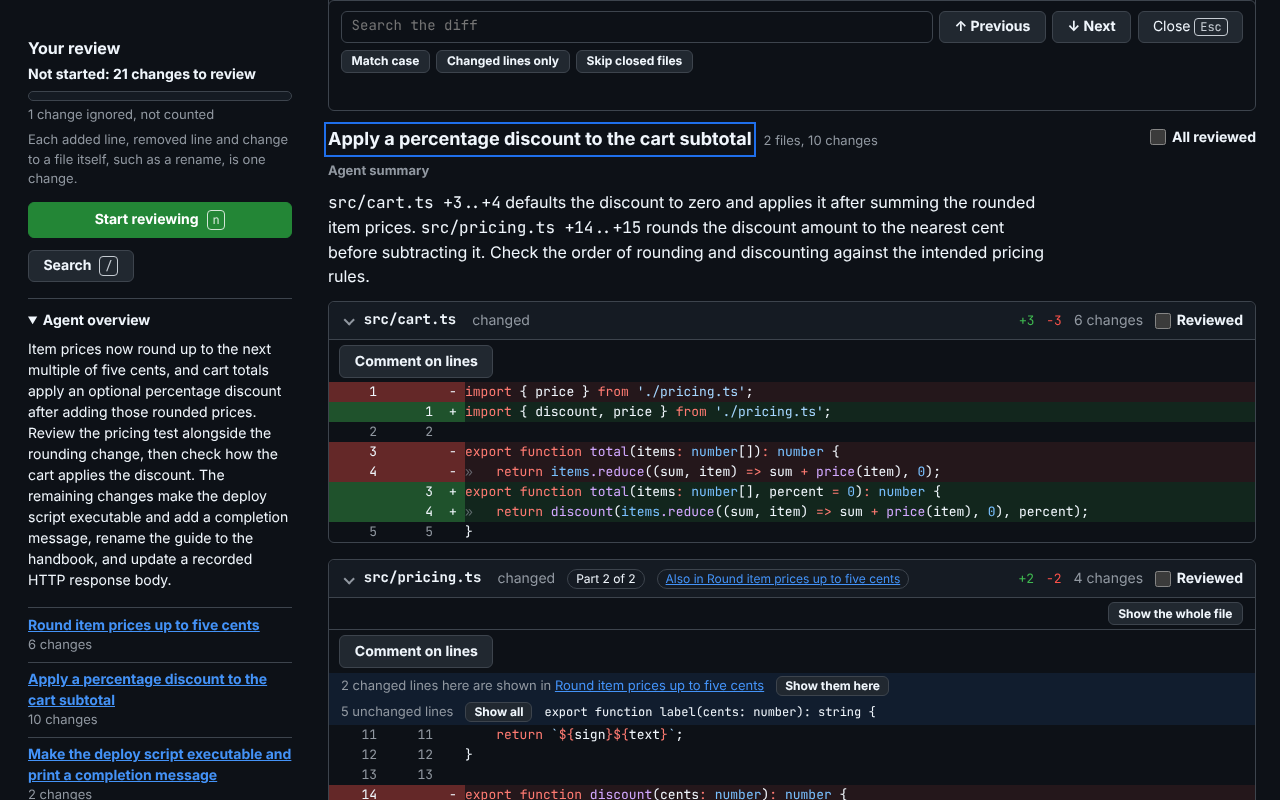 Your review
Not started: 21 changes to review
1 change ignored, not counted
Each added line, removed line and change
to a file itself, such as a rename, is one
change.
Start reviewing n
Search /
▼ Agent overview
Item prices now round up to the next
multiple of five cents, and cart totals
apply an optional percentage discount
after adding those rounded prices.
Review the pricing test alongside the
rounding change, then check how the
cart applies the discount. The
remaining changes make the deploy
script executable and add a completion
message, rename the guide to the
handbook, and update a recorded
HTTP response body.
Round item prices up to five cents
6 changes
Apply a percentage discount to the
cart subtotal
10 changes
Make the deploy script executable and
print a completion message
2 changes
Search the diff
↑ Previous
↓ Next
Close Esc
Match case
Changed lines only
Skip closed files
Apply a percentage discount to the cart subtotal 2 files, 10 changes
All reviewed
Agent summary
src/cart.ts +3..+4 defaults the discount to zero and applies it after summing the rounded
item prices. src/pricing.ts +14..+15 rounds the discount amount to the nearest cent
before subtracting it. Check the order of rounding and discounting against the intended pricing
rules.
src/cart.ts changed +3 -3 6 changes Reviewed
Comment on lines
1 - import { price } from './pricing.ts';
1 + import { discount, price } from './pricing.ts';
2 2
3 - export function total(items: number[]): number {
4 - » return items.reduce((sum, item) => sum + price(item), 0);
3 + export function total(items: number[], percent = 0): number {
4 + » return discount(items.reduce((sum, item) => sum + price(item), 0), percent);
5 5 }
src/pricing.ts changed Part 2 of 2 Also in Round item prices up to five cents +2 -2 4 changes Reviewed
Show the whole file
Comment on lines
2 changed lines here are shown in Round item prices up to five cents Show them here
5 unchanged lines Show all export function label(cents: number): string {
11 11 return `${sign}${text}`;
12 12 }
13 13
14 - export function discount(cents: number): number {